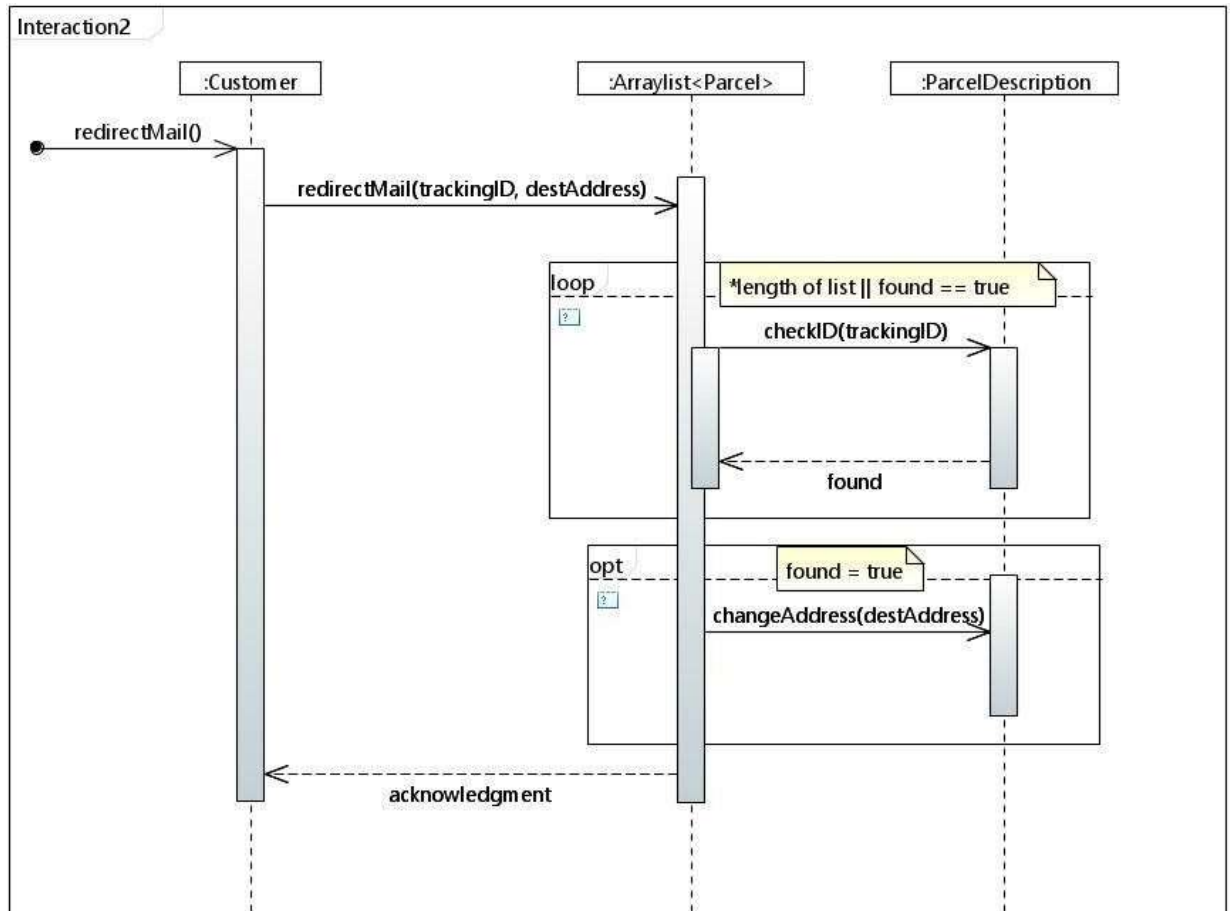 Interaction2
:Customer
:Arraylist<Parcel>
:ParcelDescription
redirectMail()
redirectMail(trackingID, destAddress)
loop
*length of list || found == true
?
checkID(trackingID)
found
opt
found = true
?
changeAddress(destAddress)
acknowledgment